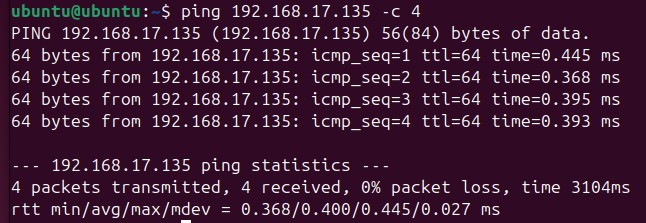 ubuntu@ubuntu:~$ ping 192.168.17.135 -c 4
PING 192.168.17.135 (192.168.17.135) 56(84) bytes of data.
64 bytes from 192.168.17.135: icmp_seq=1 ttl=64 time=0.445 ms
64 bytes from 192.168.17.135: icmp_seq=2 ttl=64 time=0.368 ms
64 bytes from 192.168.17.135: icmp_seq=3 ttl=64 time=0.395 ms
64 bytes from 192.168.17.135: icmp_seq=4 ttl=64 time=0.393 ms
--- 192.168.17.135 ping statistics ---
4 packets transmitted, 4 received, 0% packet loss, time 3104ms
rtt min/avg/max/mdev = 0.368/0.400/0.445/0.027 ms